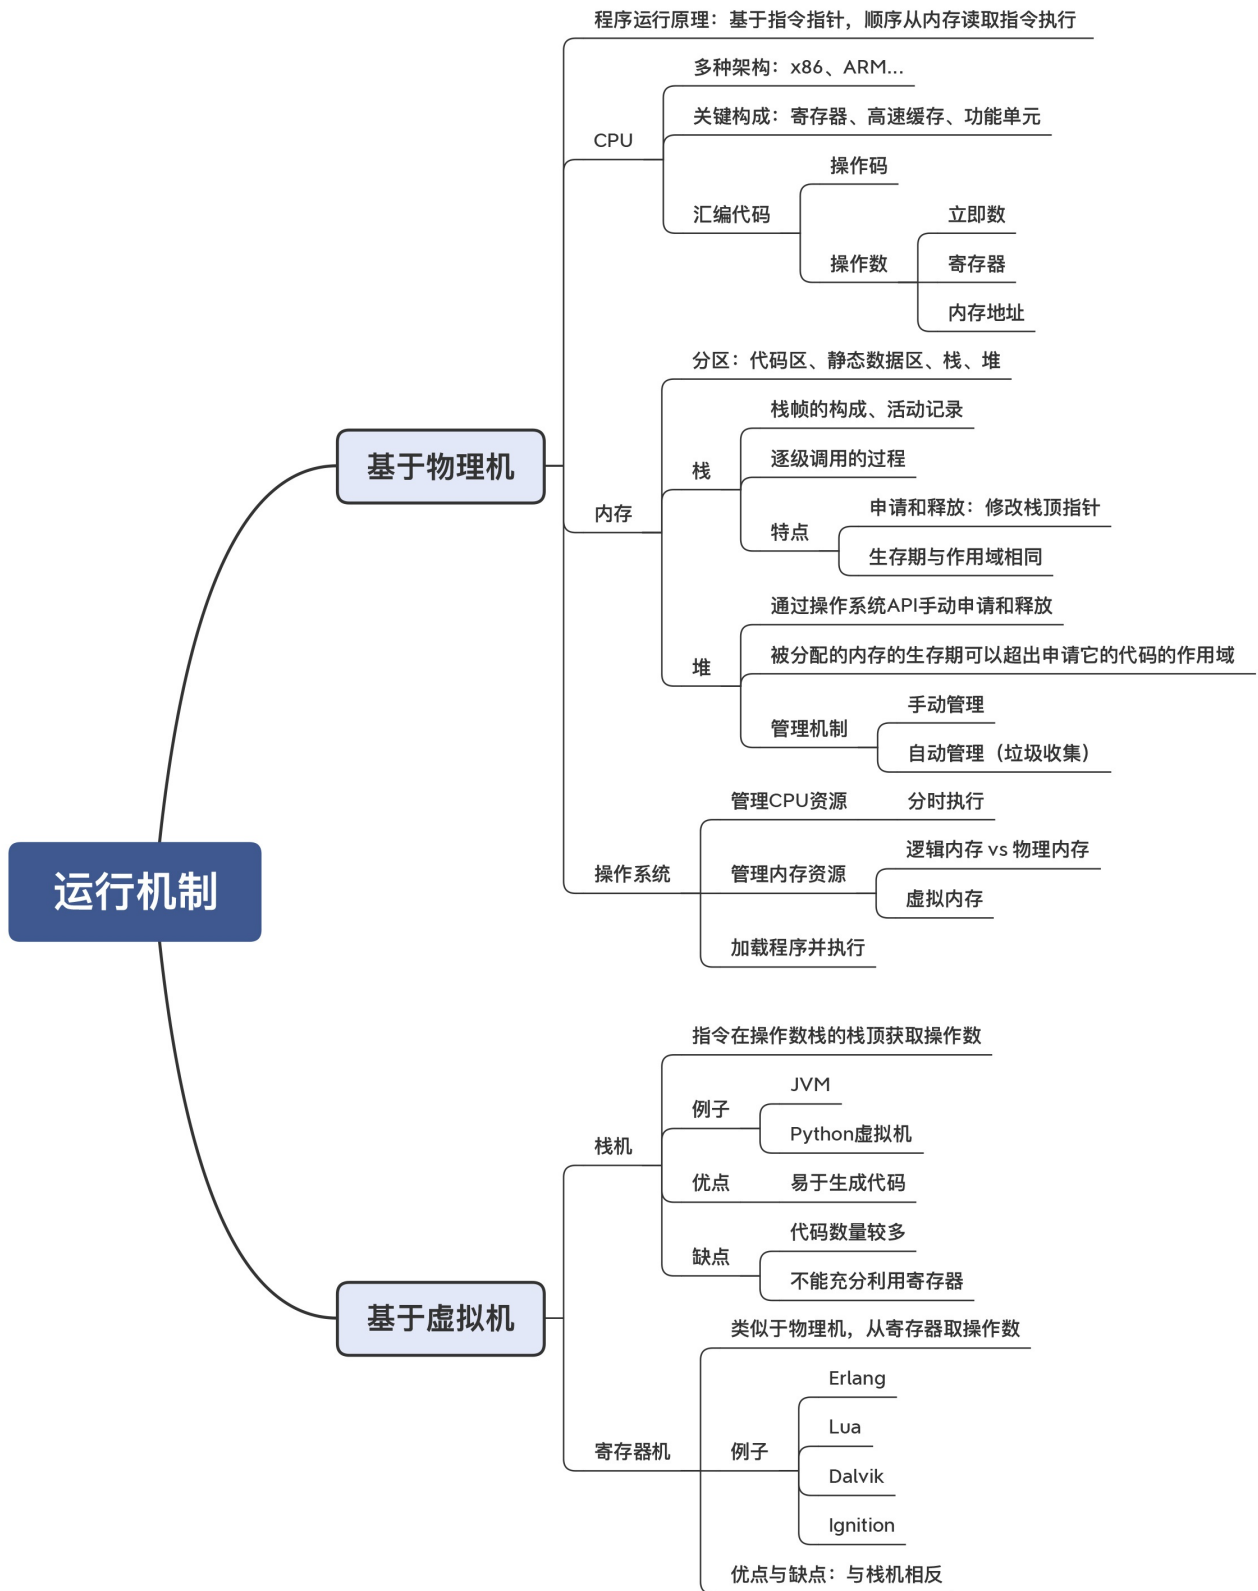 程序运行原理：基于指令指针，顺序从内存读取指令执行
多种架构：x86、ARM...
关键构成：寄存器、高速缓存、功能单元
CPU
操作码
汇编代码
立即数
操作数
寄存器
内存地址
分区：代码区、静态数据区、栈、堆
栈帧的构成、活动记录
逐级调用的过程
栈
基于物理机
申请和释放：修改栈顶指针
内存
特点
生存期与作用域相同
通过操作系统API手动申请和释放
被分配的内存的生存期可以超出申请它的代码的作用域
堆
手动管理
管理机制
自动管理（垃圾收集）
管理CPU资源 分时执行
逻辑内存 vs 物理内存
操作系统
管理内存资源
运行机制
虚拟内存
加载程序并执行
指令在操作数栈的栈顶获取操作数
JVM
例子
Python虚拟机
栈机
优点 易于生成代码
代码数量较多
缺点
不能充分利用寄存器
基于虚拟机
类似于物理机，从寄存器取操作数
Erlang
Lua
寄存器机
例子
Dalvik
Ignition
优点与缺点：与栈机相反